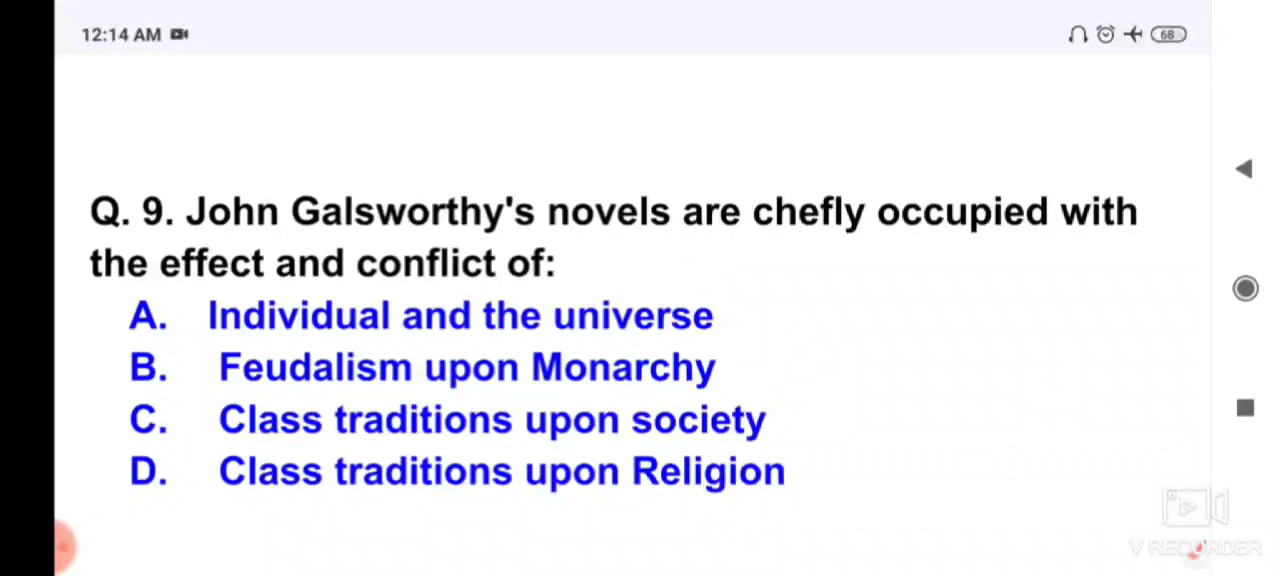 12:14 AM
68
Q. 9. John Galsworthy's novels are chefly occupied with
the effect and conflict of:
A. Individual and the universe
B. Feudalism upon Monarchy
C. Class traditions upon society
D. Class traditions upon Religion
V RECORDER